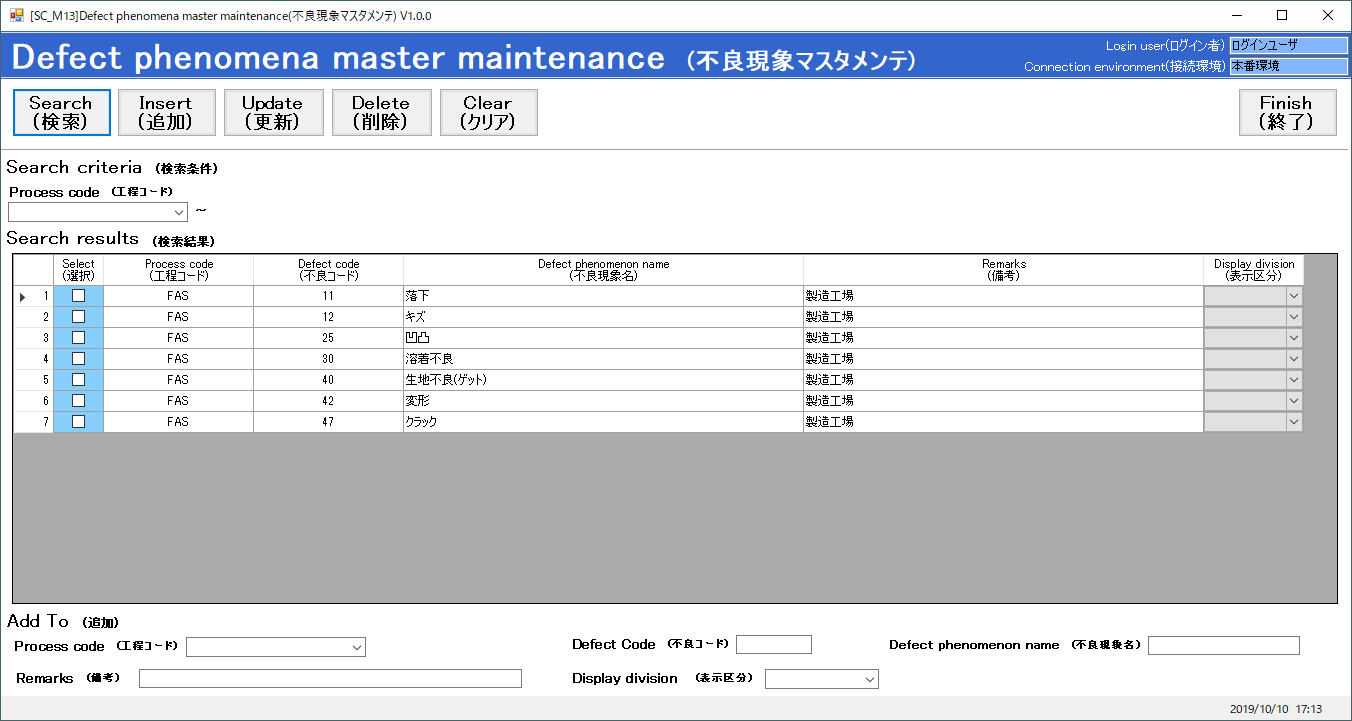 [SC_M13]Defect phenomena master maintenance(不良現象マスタメンテ) V1.0.0
Defect phenomena master maintenance (不良現象マスタメンテ)
Login user(ログイン者) ログインユーザ
Connection environment(接続環境) 本番環境
Search Insert Update Delete Clear Finish
(検索) (追加) (更新) (削除) (クリア) (終了)
Search criteria (検索条件)
Process code (工程コード)
~
Search results (検索結果)
Select Process code Defect code Defect phenomenon name Remarks Display division
(選択) (工程コード) (不良コード) (不良現象名) (備考) (表示区分)
1 FAS 11 落下 製造工場
2 FAS 12 キズ 製造工場
3 FAS 25 凹凸 製造工場
4 FAS 30 溶着不良 製造工場
5 FAS 40 生地不良(ゲット) 製造工場
6 FAS 42 変形 製造工場
7 FAS 47 クラック 製造工場
Add To (追加)
Process code (工程コード) Defect Code (不良コード) Defect phenomenon name (不良現象名)
Remarks (備考) Display division (表示区分)
2019/10/10 17:13